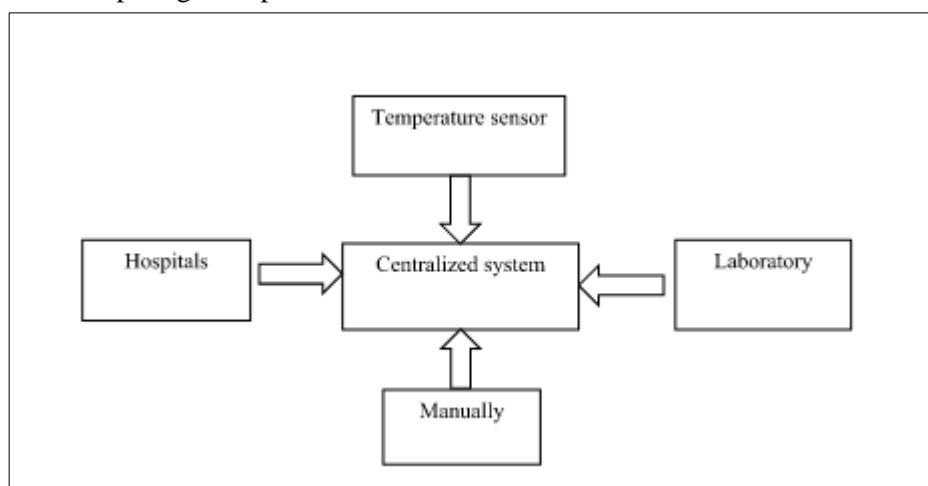 Temperature sensor
Hospitals
Centralized system
Laboratory
Manually